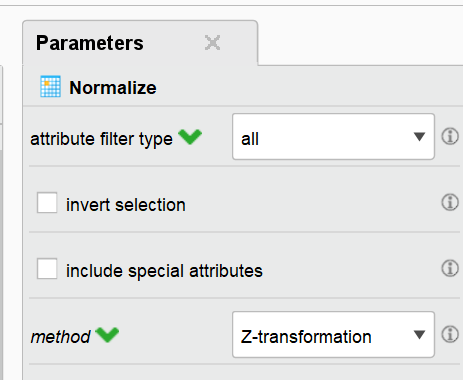 Parameters
Normalize
attribute filter type all
invert selection
include special attributes
method Z-transformation